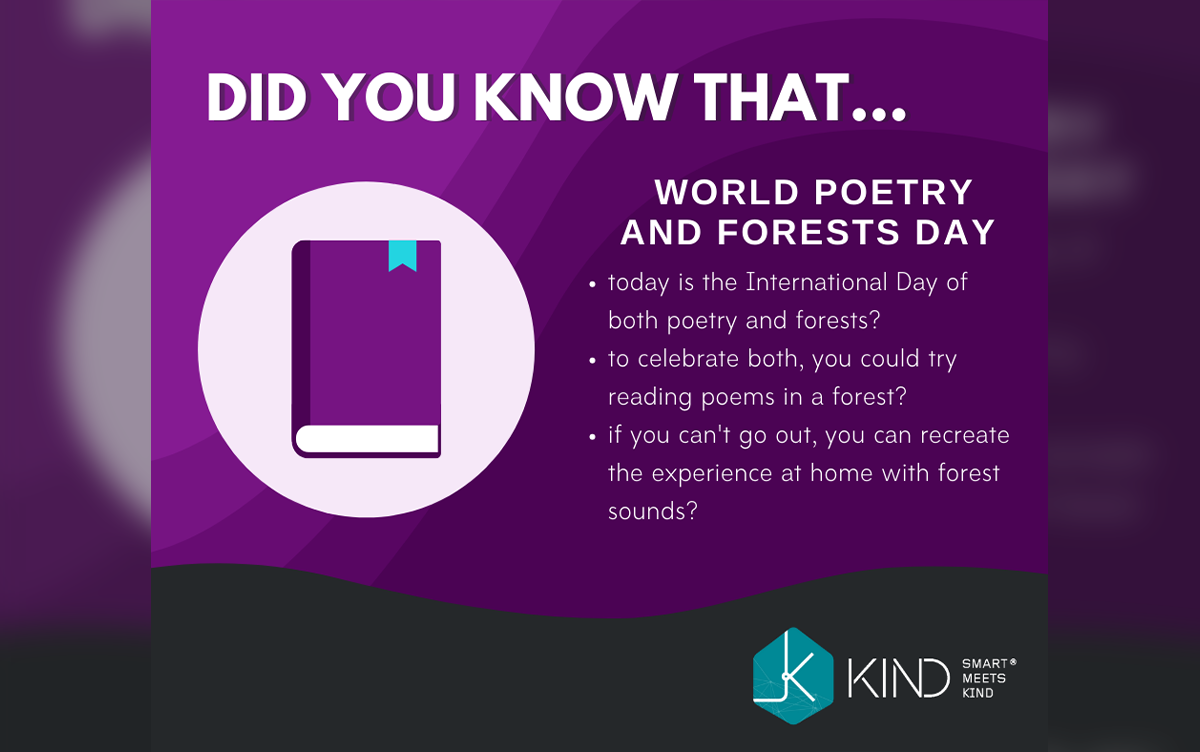 DID YOU KNOW THAT...
WORLD POETRY
AND FORESTS DAY
• today is the International Day of
both poetry and forests?
• to celebrate both, you could try
reading poems in a forest?
• if you can't go out, you can recreate
the experience at home with forest
sounds?
KIND
SMART®
MEETS
KIND